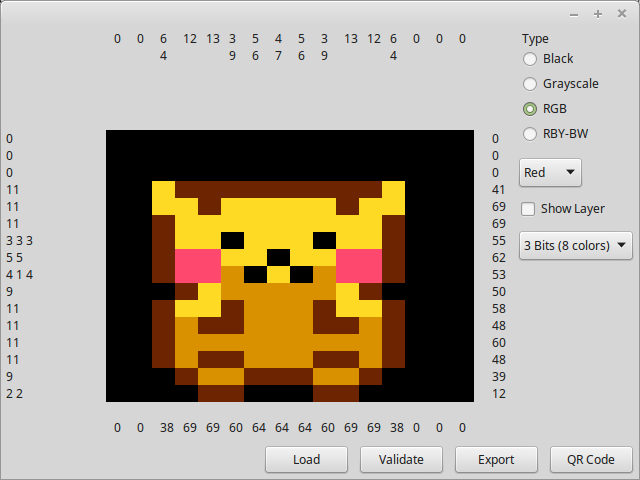 0 0 6 12 13 3 5 4 5 3 13 12 6 0 0 0
4 9 6 7 6 9 4
Type
Black
Grayscale
RGB
RBY-BW
Red
Show Layer
3 Bits (8 colors)
0 0
0 0
0 0
11 41
11 69
11 69
3 3 3 55
5 5 62
4 1 4 53
9 50
11 58
11 48
11 60
11 48
9 39
2 2 12
0 0 38 69 69 60 64 64 64 60 69 69 38 0 0 0
Load Validate Export QR Code